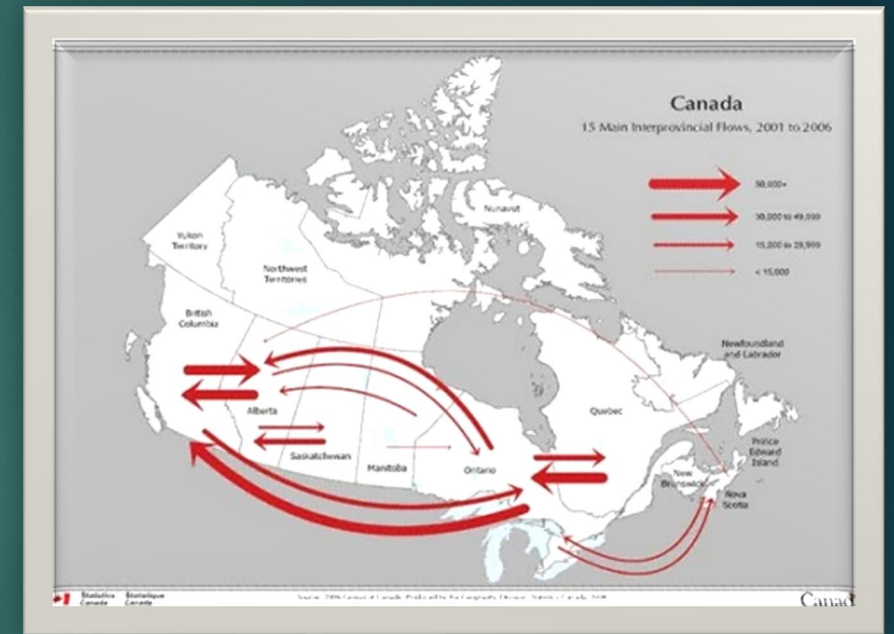 Canada
15 Main Interprovincial Flows, 2001 to 2006
50,000+
30,000 to 49,999
15,000 to 29,999
< 15,000
Nunavut
Yukon
Territory
Northwest
Territories
British
Columbia
Newfoundland
and Labrador
Alberta
Quebec
Saskatchewan
Manitoba
Ontario
Prince
Edward
Island
New
Brunswick
Nova
Scotia
Statistics
Canada
Statistique
Canada